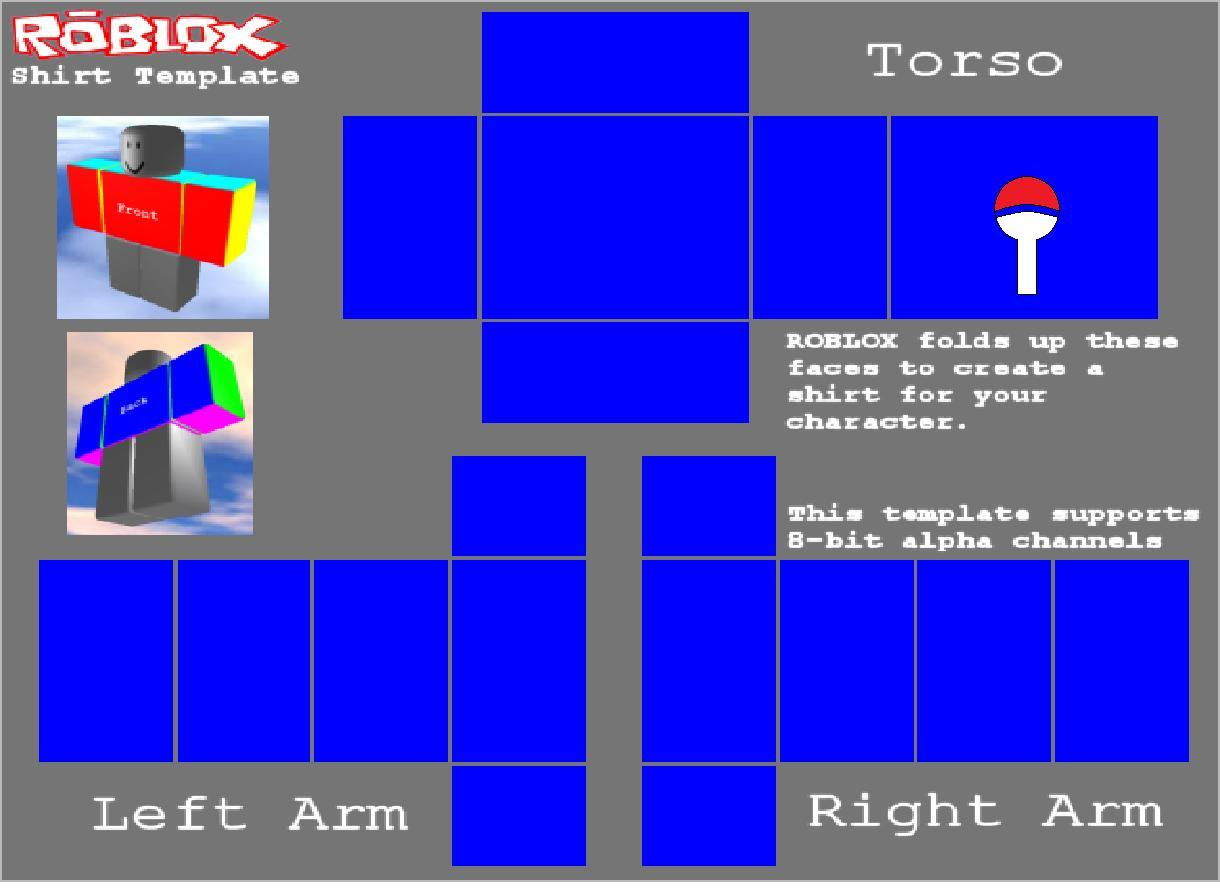 RŌBLOX
Shirt Template
Torso
Front
ROBLOX folds up these
faces to create a
shirt for your
character.
Back
This template supports
8-bit alpha channels
Left Arm
Right Arm